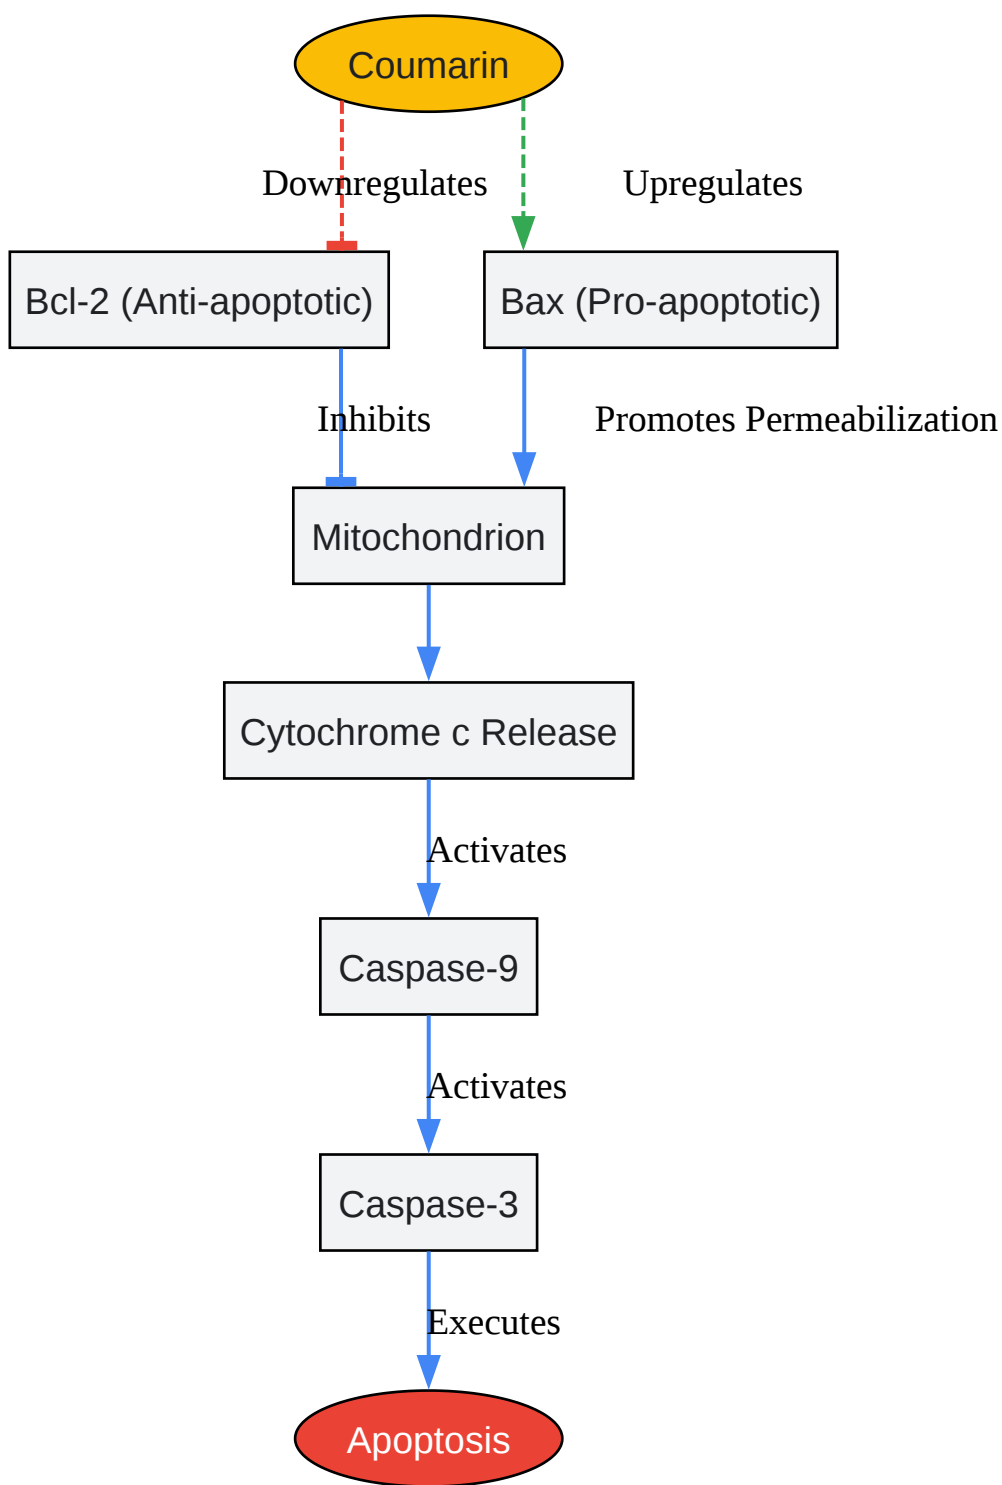 Coumarin
Downregulates
Upregulates
Bcl-2 (Anti-apoptotic)
Bax (Pro-apoptotic)
Inhibits
Promotes Permeabilization
Mitochondrion
Cytochrome c Release
Activates
Caspase-9
Activates
Caspase-3
Executes
Apoptosis